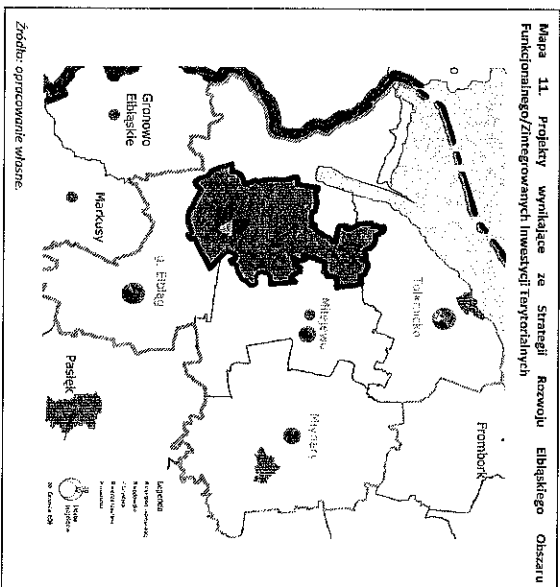 Mapa 11. Projekty wynikające ze Strategii Rozwoju Elbląskiego Obszaru
Funkcjonalnego/Zintegrowanych Inwestycji Terytorialnych
Frombork
Tolkmicko
Młynary
Milejewo
g. Elbląg
Pasłęk
Gronowo
Elbląskie
Markusy
Legenda
Źródło: opracowanie własne.